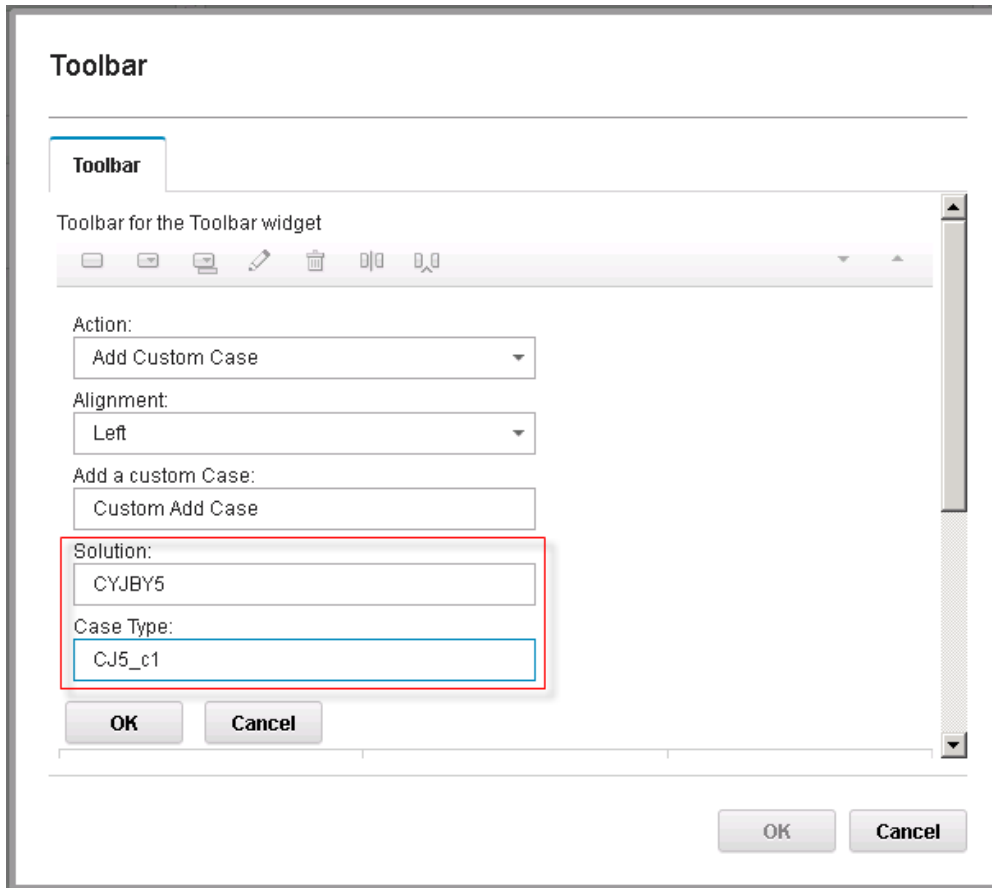 Toolbar
Toolbar
Toolbar for the Toolbar widget
Action:
Add Custom Case
Alignment:
Left
Add a custom Case:
Custom Add Case
Solution:
CYJBY5
Case Type:
CJ5_c1
OK Cancel
OK Cancel